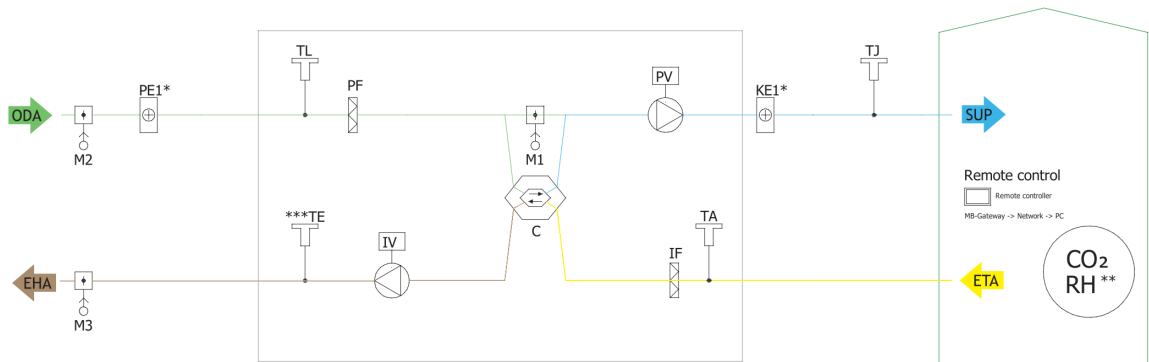 TL
TJ
PV
PF
PE1*
KE1*
ODA
SUP
M2
M1
Remote control
Remote controller
MB-Gateway -> Network -> PC
***TE
TA
C
IV
IF
CO₂
RH**
EHA
ETA
M3